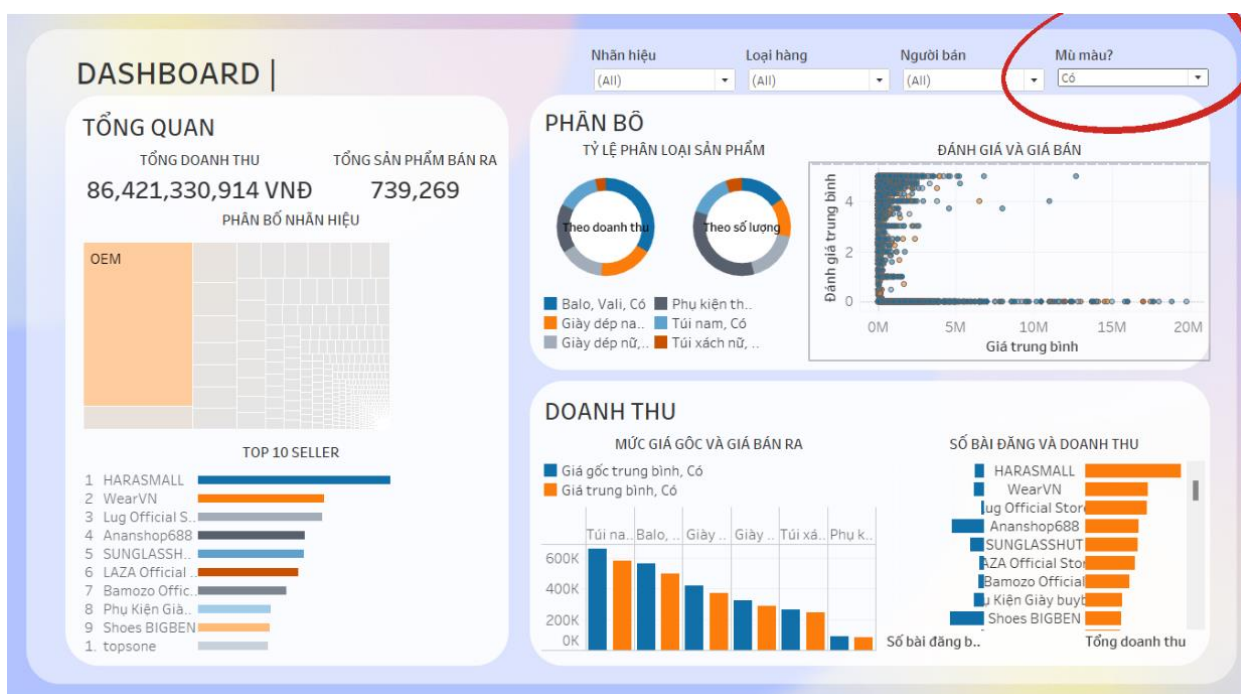 Nhãn hiệu
Loại hàng
Người bán
Mù màu?
DASHBOARD |
(All)
(All)
(All)
Có
TỔNG QUAN
TỔNG DOANH THU
TỔNG SẢN PHẨM BÁN RA
86,421,330,914 VNĐ
739,269
PHÂN BỐ NHÃN HIỆU
OEM
TOP 10 SELLER
1 HARASMALL
2 WearVN
3 Lug Official S..
4 Ananshop688
5 SUNGLASSH..
6 LAZA Official ..
7 Bamozo Offic..
8 Phụ Kiện Già..
9 Shoes BIGBEN
1. topsone
PHÂN BỐ
TỶ LỆ PHÂN LOẠI SẢN PHẨM
Theo doanh thu
Theo số lượng
Balo, Vali, Có
Phụ kiện th..
Giày dép na..
Túi nam, Có
Giày dép nữ,..
Túi xách nữ, ..
ĐÁNH GIÁ VÀ GIÁ BÁN
Đánh giá trung bình
4
2
0
0M 5M 10M 15M 20M
Giá trung bình
DOANH THU
MỨC GIÁ GỐC VÀ GIÁ BÁN RA
Giá gốc trung bình, Có
Giá trung bình, Có
Túi na.. Balo, .. Giày .. Giày .. Túi xá.. Phụ k..
600K
400K
200K
0K
SỐ BÀI ĐĂNG VÀ DOANH THU
HARASMALL
WearVN
Lug Official Stor
Ananshop688
SUNGLASSHUT
AZA Official Sto
Bamozo Official
ụ Kiện Giày buyb
Shoes BIGBEN
Số bài đăng b..
Tổng doanh thu